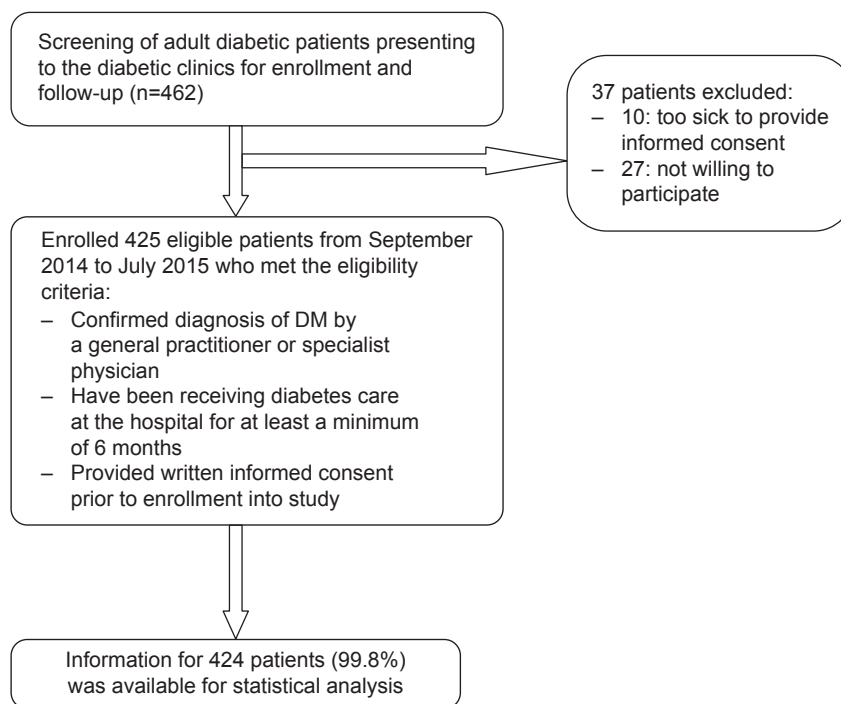 Screening of adult diabetic patients presenting
to the diabetic clinics for enrollment and
follow-up (n=462)
37 patients excluded:
– 10: too sick to provide
informed consent
– 27: not willing to
participate
Enrolled 425 eligible patients from September
2014 to July 2015 who met the eligibility
criteria:
– Confirmed diagnosis of DM by
a general practitioner or specialist
physician
– Have been receiving diabetes care
at the hospital for at least a minimum
of 6 months
– Provided written informed consent
prior to enrollment into study
Information for 424 patients (99.8%)
was available for statistical analysis